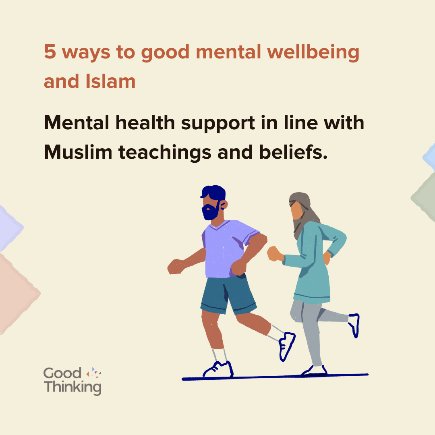 5 ways to good mental wellbeing
and Islam
Mental health support in line with
Muslim teachings and beliefs.
Good
Thinking